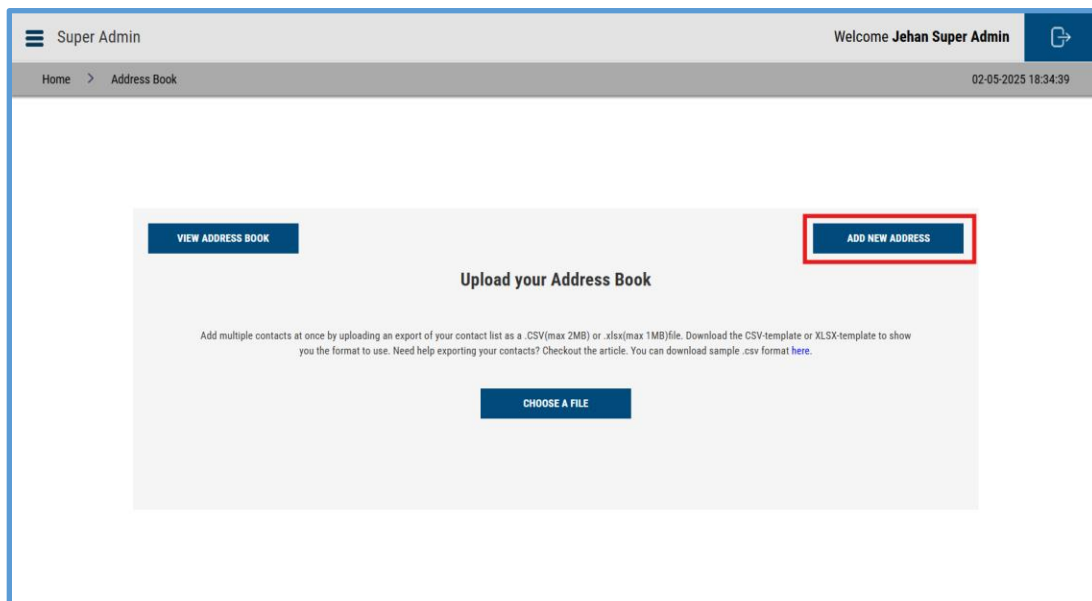 Super Admin
Welcome Jehan Super Admin
Home > Address Book
02-05-2025 18:34:39
VIEW ADDRESS BOOK
ADD NEW ADDRESS
Upload your Address Book
Add multiple contacts at once by uploading an export of your contact list as a .CSV(max 2MB) or .xlsx(max 1MB)file. Download the CSV-template or XLSX-template to show
you the format to use. Need help exporting your contacts? Checkout the article. You can download sample .csv format here.
CHOOSE A FILE